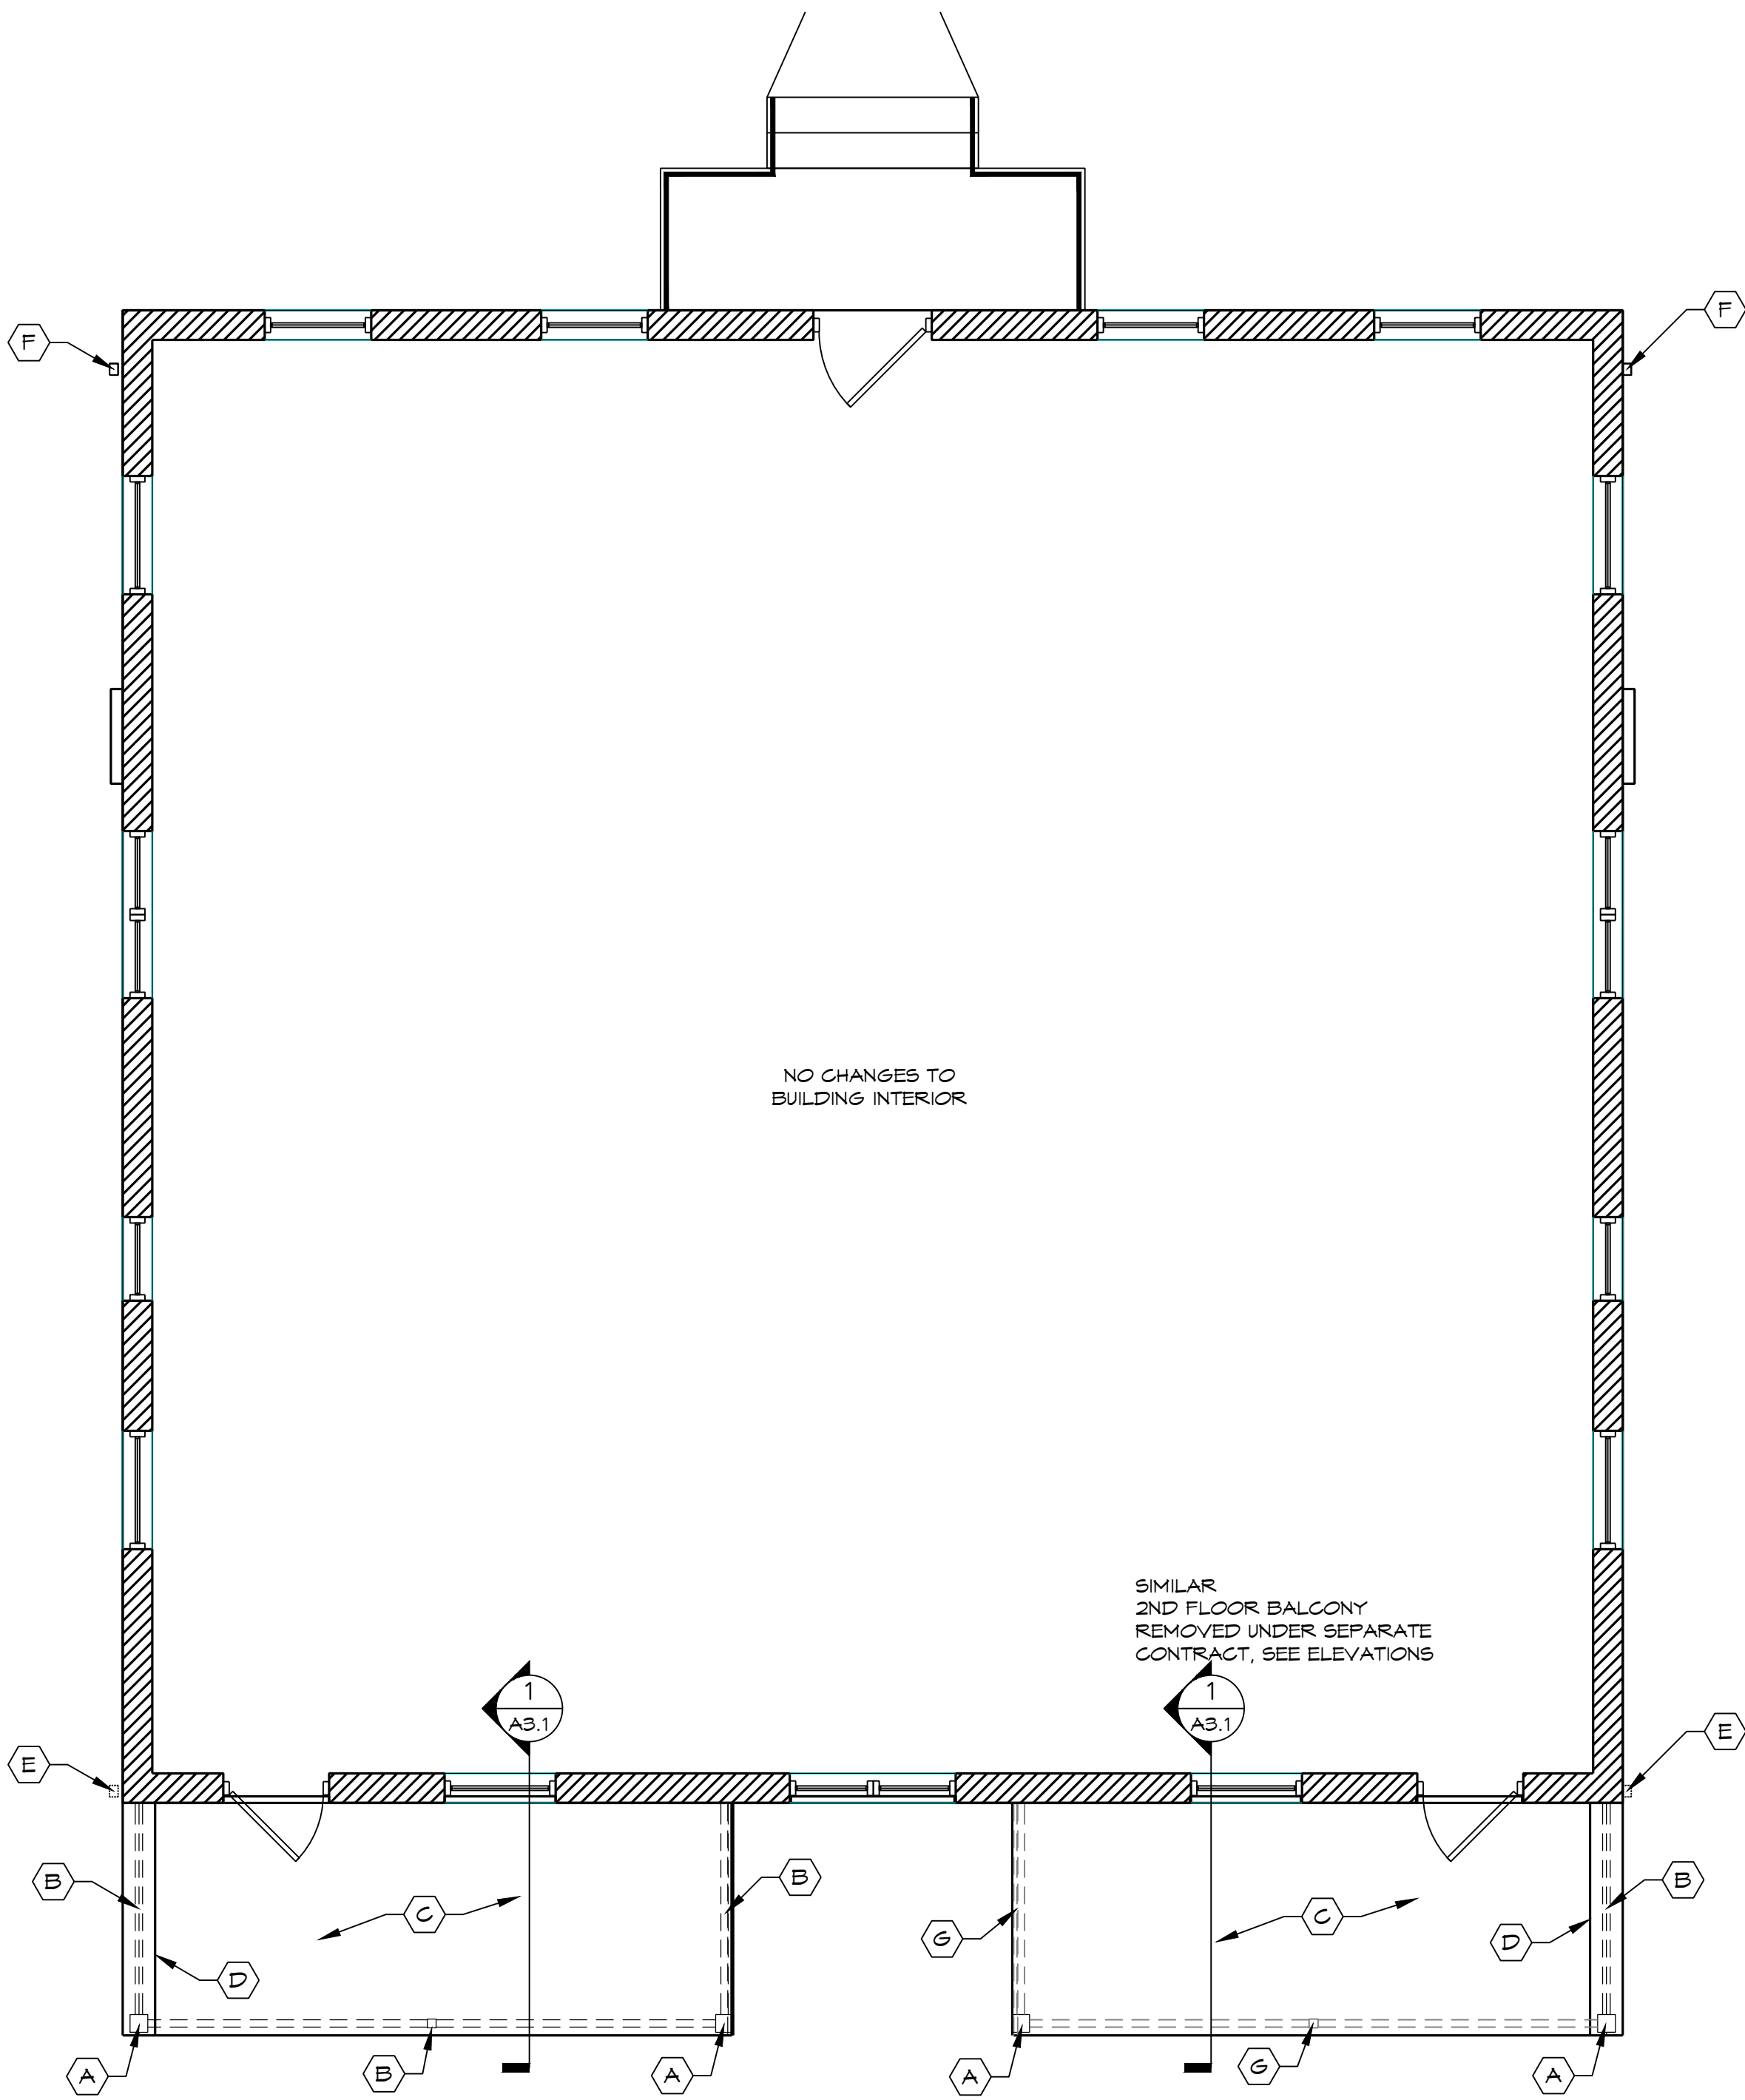 F
F
NO CHANGES TO
BUILDING INTERIOR
SIMILAR
2ND FLOOR BALCONY
REMOVED UNDER SEPARATE
CONTRACT, SEE ELEVATIONS
1
A3.1
1
A3.1
E
E
B
B
B
C
C
G
D
D
A
B
A
A
G
A